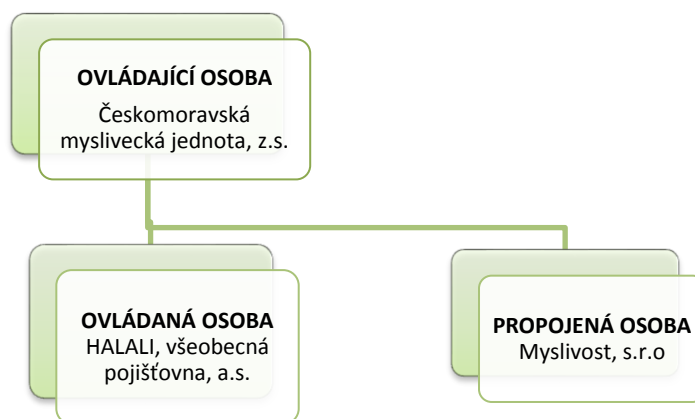 OVLÁDAJÍCÍ OSOBA
Českomoravská
myslivecká jednota, z.s.
OVLÁDANÁ OSOBA
HALALI, všeobecná
pojišťovna, a.s.
PROPOJENÁ OSOBA
Myslivost, s.r.o